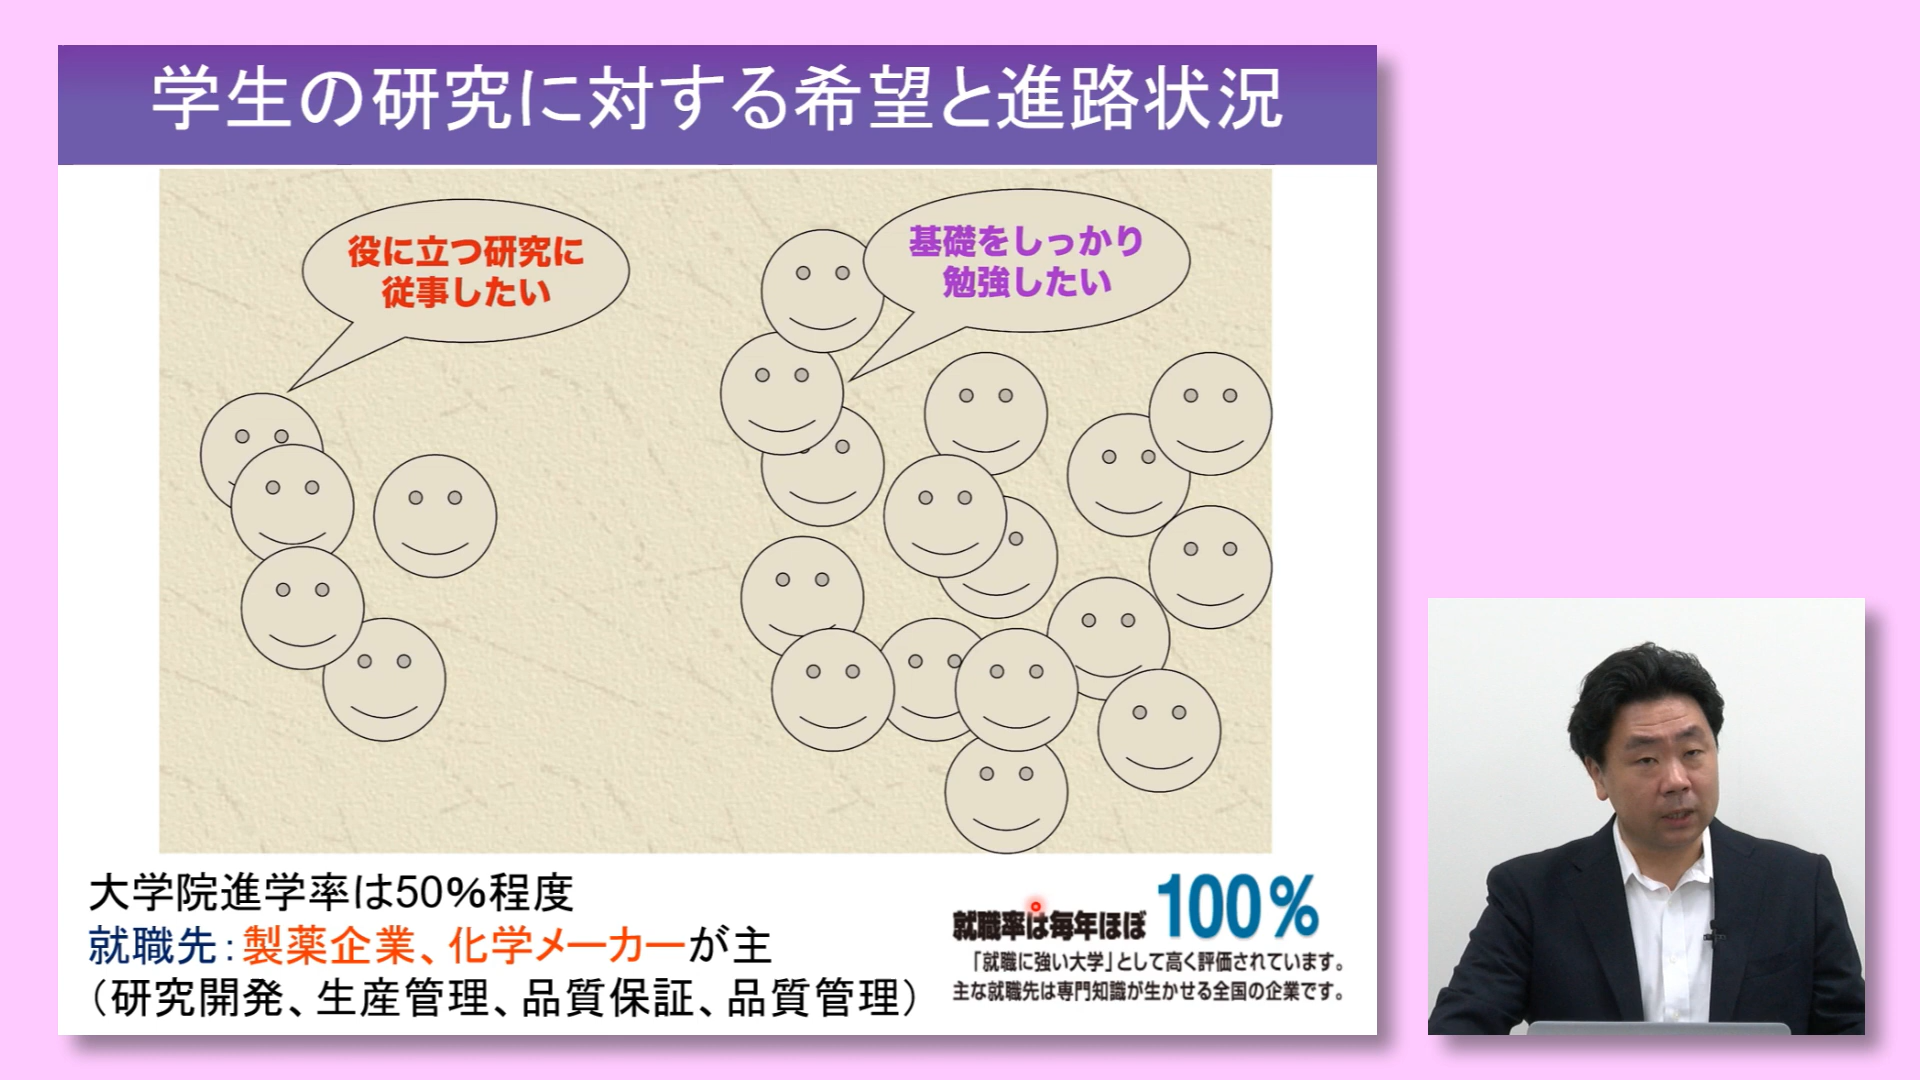 学生の研究に対する希望と進路状況
役に立つ研究に
従事したい
基礎をしっかり
勉強したい
大学院進学率は50%程度
就職先:製薬企業、化学メーカーが主
（研究開発、生産管理、品質保証、品質管理）
就職率は毎年ほぼ100%
「就職に強い大学」として高く評価されています。
主な就職先は専門知識が生かせる全国の企業です。